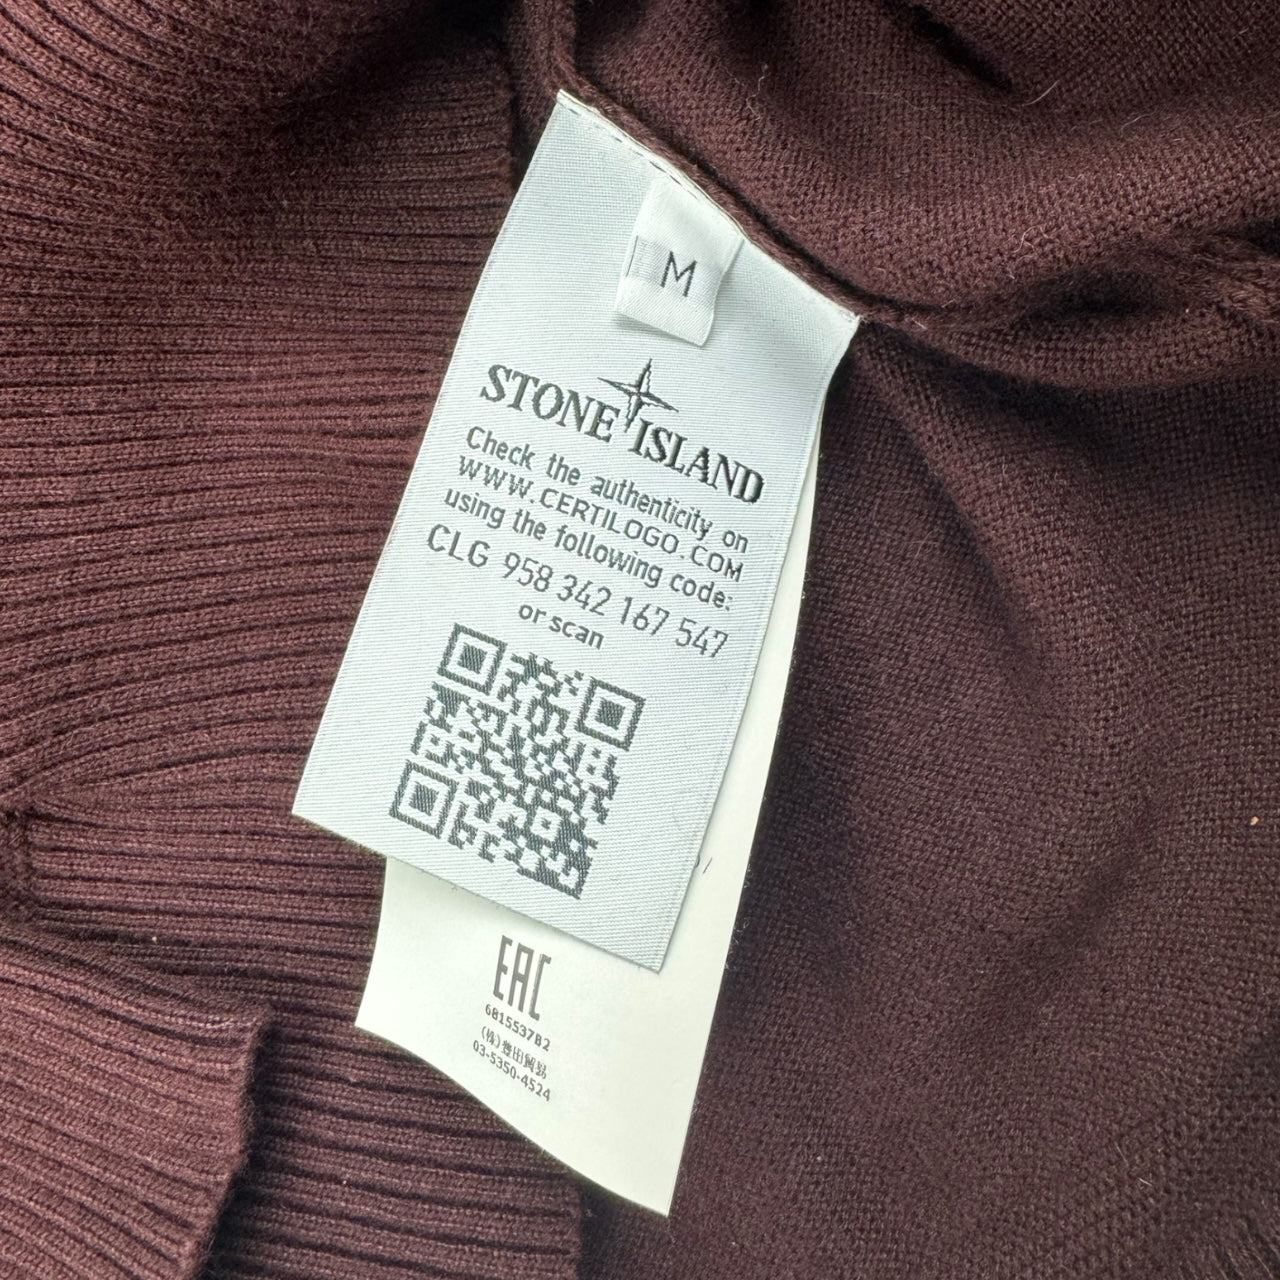 M
STONE ISLAND
Check the authenticity on
WWW.CERTILOGO.COM
using the following code:
CLG 958 342 167 547
or scan
EAC
6815537B2
(株)豊田貿易
03-5350-4524